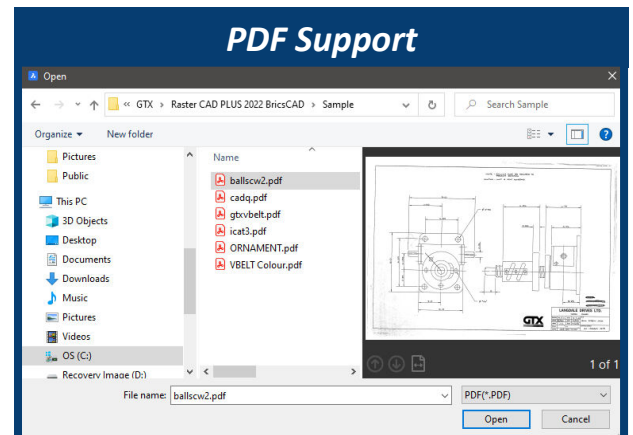 PDF Support
Open
« GTX > Raster CAD PLUS 2022 BricsCAD > Sample
Search Sample
Organize
New folder
Pictures
Public
This PC
3D Objects
Desktop
Documents
Downloads
Music
Pictures
Videos
OS (C:)
Recovery Image (D:)
Name
ballscw2.pdf
cadq.pdf
gtxvbelt.pdf
icat3.pdf
ORNAMENT.pdf
VBELT Colour.pdf
GTX
LANSDALE DRIVES LTD.
1 of 1
File name: ballscw2.pdf
PDF(*.PDF)
Open
Cancel